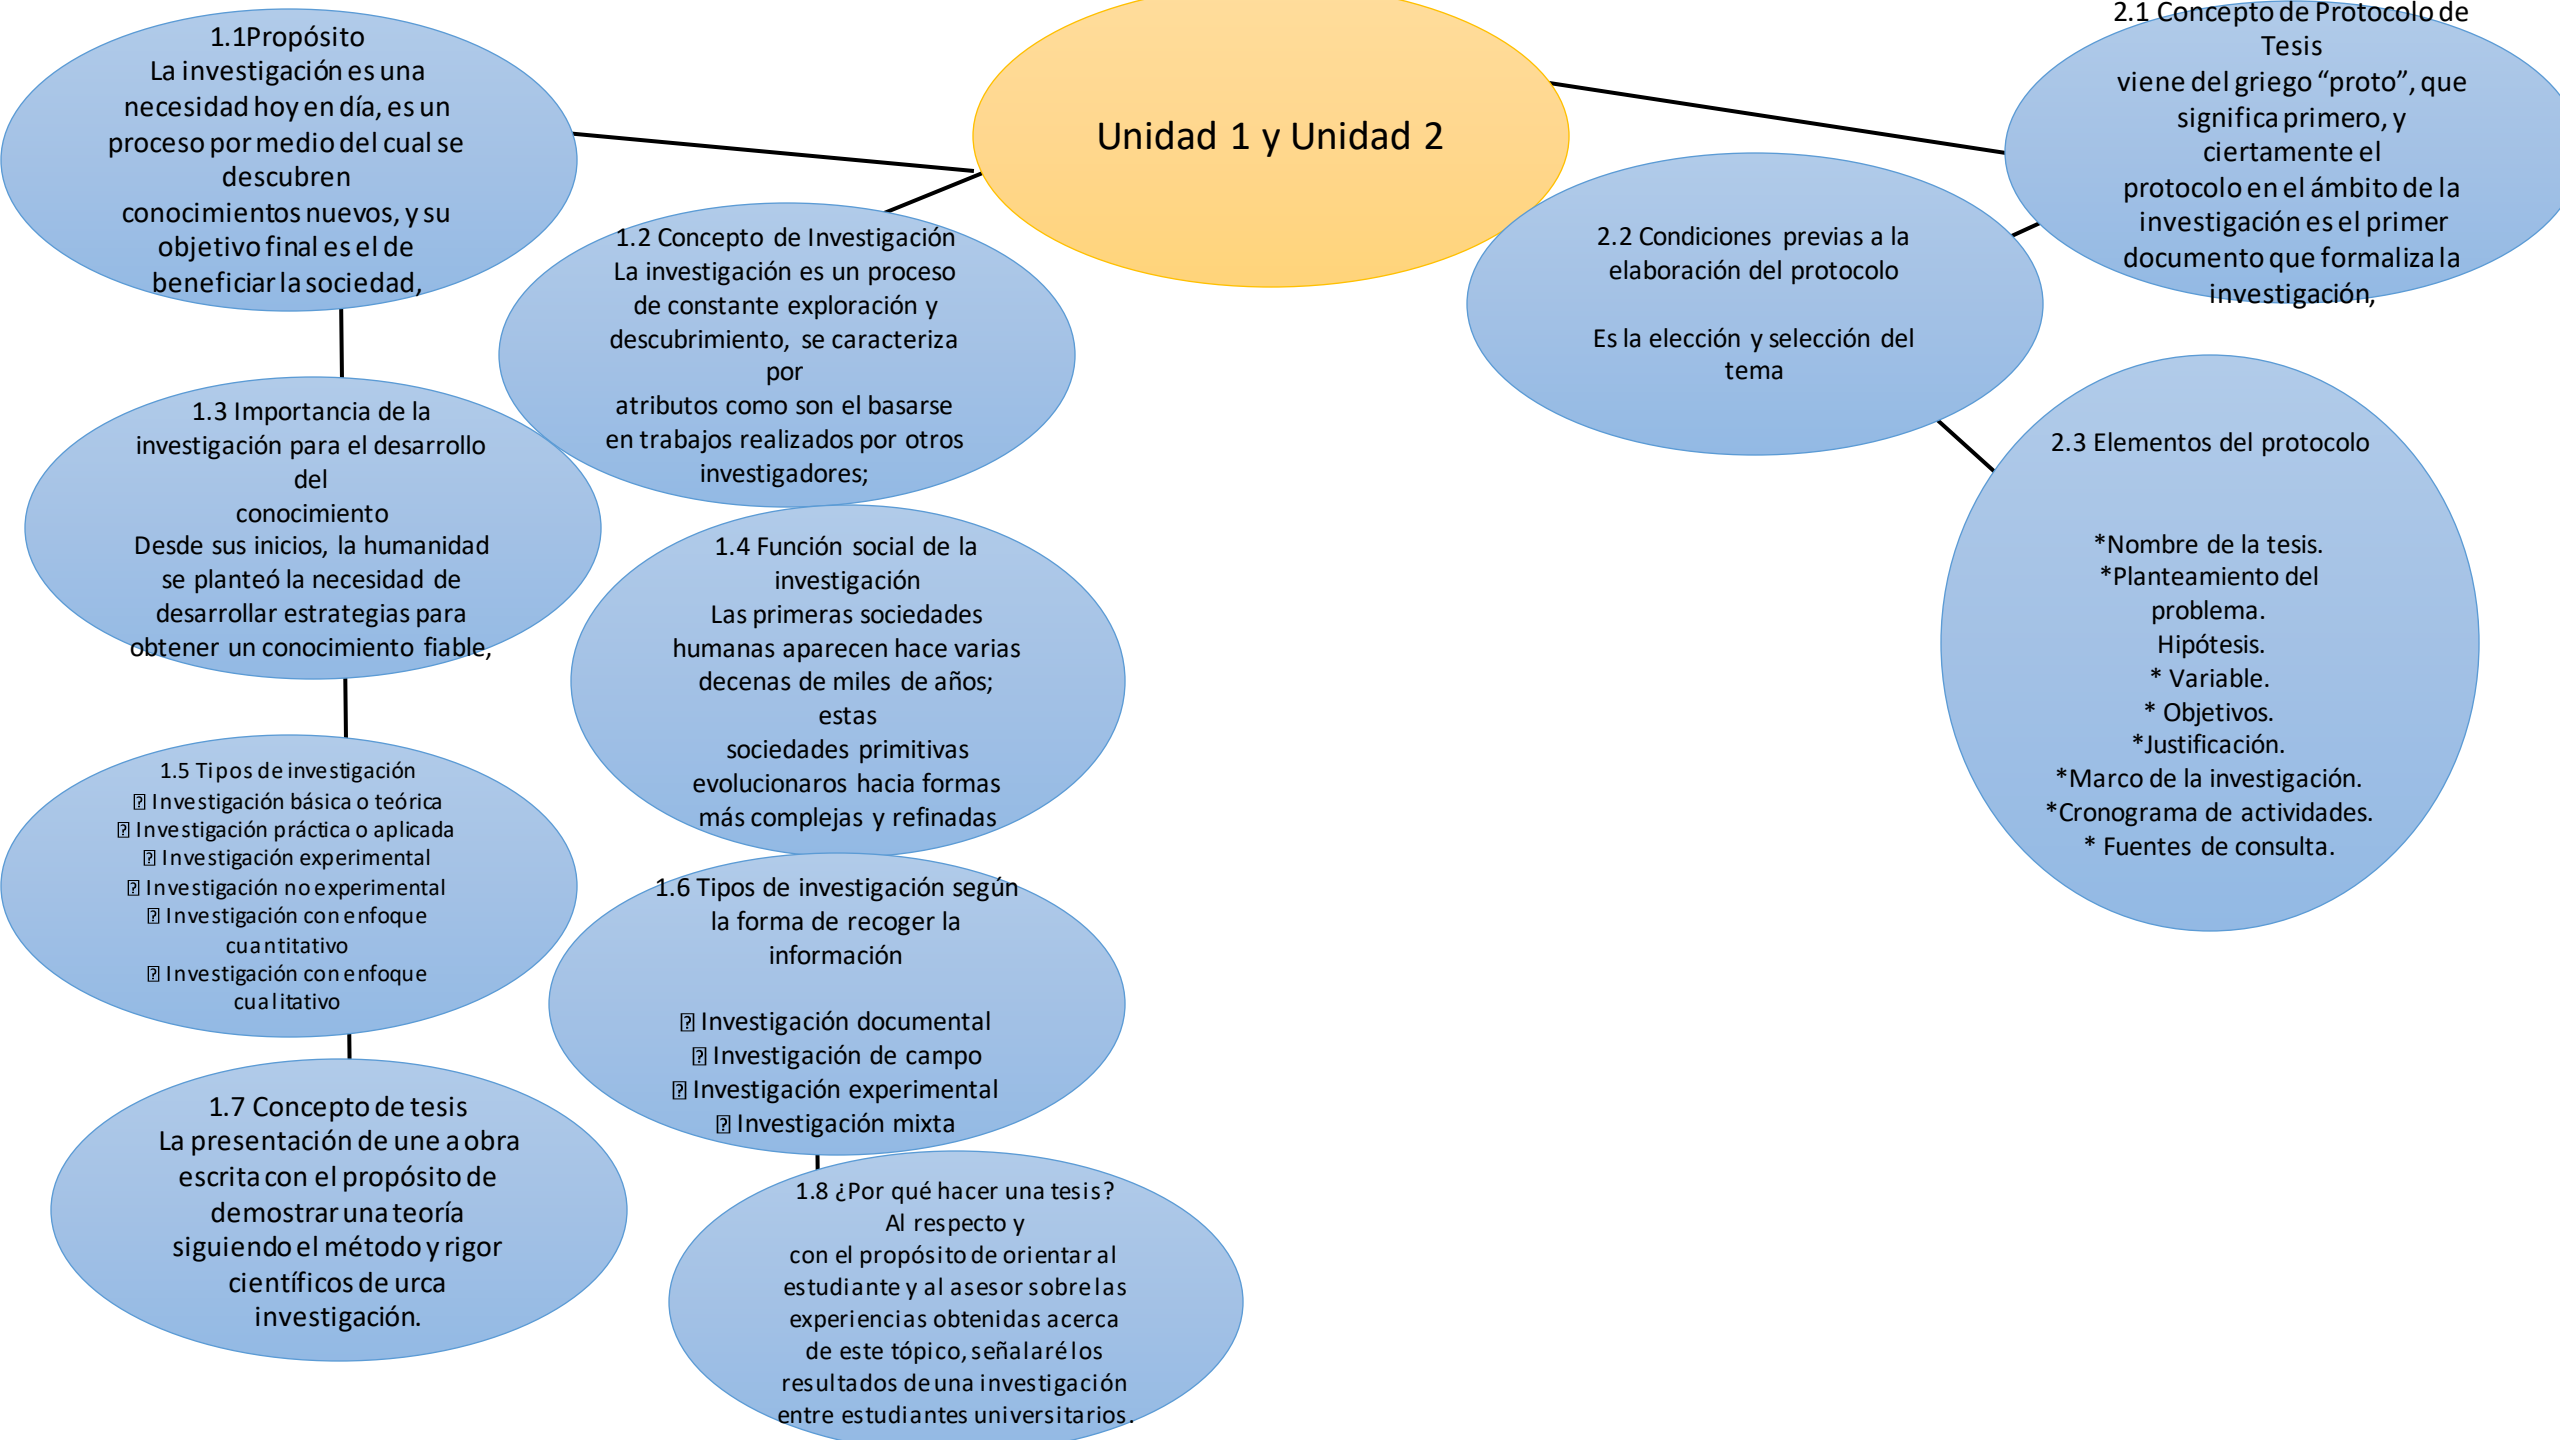 Unidad 1 y Unidad 2
1.1Propósito
La investigación es una
necesidad hoy en día, es un
proceso por medio del cual se
descubren
conocimientos nuevos, y su
objetivo final es el de
beneficiar la sociedad,
1.2 Concepto de Investigación
La investigación es un proceso
de constante exploración y
descubrimiento, se caracteriza
por
atributos como son el basarse
en trabajos realizados por otros
investigadores;
1.3 Importancia de la
investigación para el desarrollo
del
conocimiento
Desde sus inicios, la humanidad
se planteó la necesidad de
desarrollar estrategias para
obtener un conocimiento fiable,
1.4 Función social de la
investigación
Las primeras sociedades
humanas aparecen hace varias
decenas de miles de años;
estas
sociedades primitivas
evolucionaros hacia formas
más complejas y refinadas
1.5 Tipos de investigación
⍰ Investigación básica o teórica
⍰ Investigación práctica o aplicada
⍰ Investigación experimental
⍰ Investigación no experimental
⍰ Investigación con enfoque
cuantitativo
⍰ Investigación con enfoque
cualitativo
1.6 Tipos de investigación según
la forma de recoger la
información
⍰ Investigación documental
⍰ Investigación de campo
⍰ Investigación experimental
⍰ Investigación mixta
1.7 Concepto de tesis
La presentación de une a obra
escrita con el propósito de
demostrar una teoría
siguiendo el método y rigor
científicos de urca
investigación.
1.8 ¿Por qué hacer una tesis?
Al respecto y
con el propósito de orientar al
estudiante y al asesor sobre las
experiencias obtenidas acerca
de este tópico, señalaré los
resultados de una investigación
entre estudiantes universitarios.
2.1 Concepto de Protocolo de
Tesis
viene del griego “proto”, que
significa primero, y
ciertamente el
protocolo en el ámbito de la
investigación es el primer
documento que formaliza la
investigación,
2.2 Condiciones previas a la
elaboración del protocolo
Es la elección y selección del
tema
2.3 Elementos del protocolo
*Nombre de la tesis.
*Planteamiento del
problema.
Hipótesis.
* Variable.
* Objetivos.
*Justificación.
*Marco de la investigación.
*Cronograma de actividades.
* Fuentes de consulta.